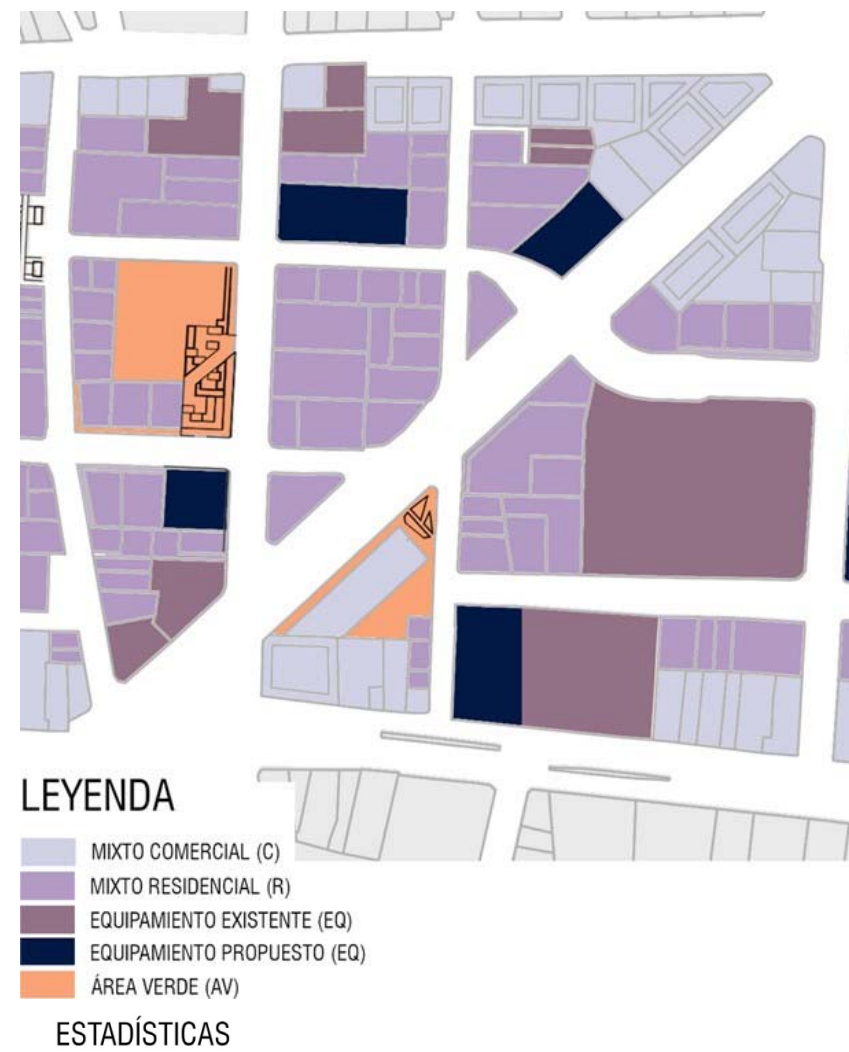 LEYENDA
MIXTO COMERCIAL (C)
MIXTO RESIDENCIAL (R)
EQUIPAMIENTO EXISTENTE (EQ)
EQUIPAMIENTO PROPUESTO (EQ)
ÁREA VERDE (AV)
ESTADÍSTICAS